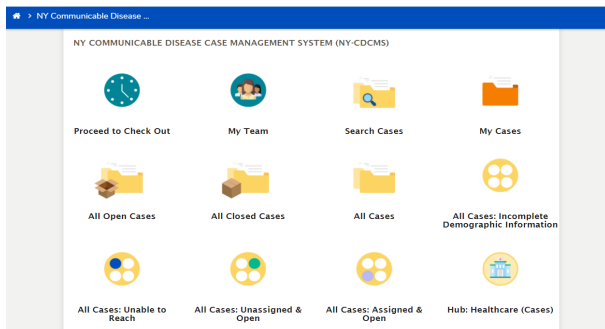 > NY Communicable Disease ...
NY COMMUNICABLE DISEASE CASE MANAGEMENT SYSTEM (NY-CDCMS)
Proceed to Check Out
My Team
Search Cases
My Cases
All Open Cases
All Closed Cases
All Cases
All Cases: Incomplete
Demographic Information
All Cases: Unable to
Reach
All Cases: Unassigned &
Open
All Cases: Assigned &
Open
Hub: Healthcare (Cases)